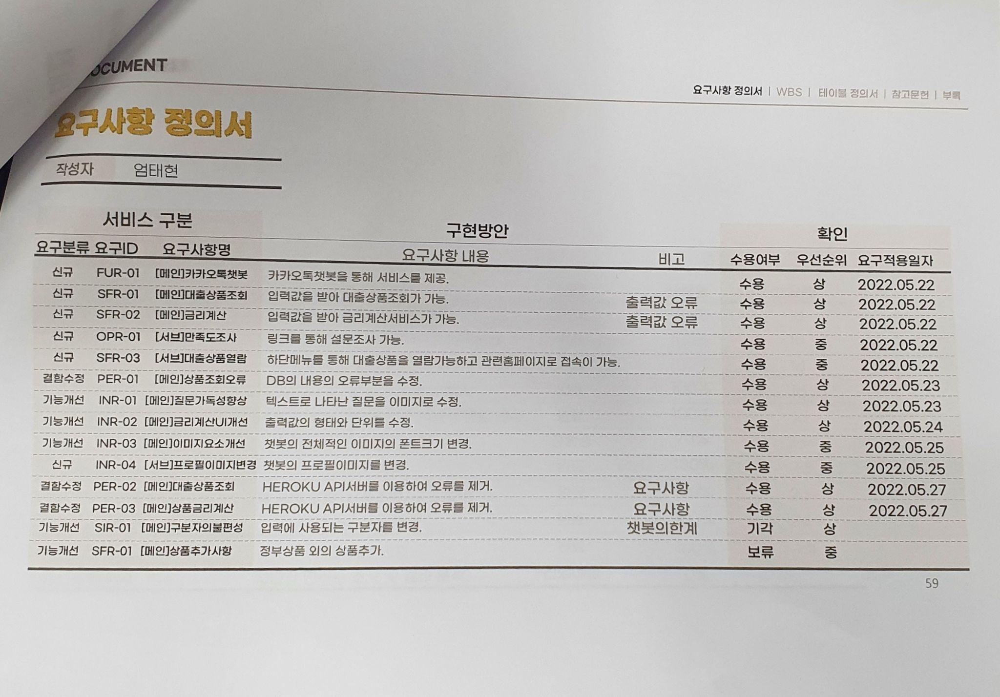 OCUMENT
요구사항 정의서 | WBS | 테이블 정의서 | 참고문헌 | 부록
요구사항 정의서
작성자 엄태현
서비스 구분 구현방안 확인
요구분류 요구ID 요구사항명 요구사항 내용 비고 수용여부 우선순위 요구적용일자
신규 FUR-01 [메인]카카오톡챗봇 카카오톡챗봇을 통해 서비스를 제공. 수용 상 2022.05.22
신규 SFR-01 [메인]대출상품조회 입력값을 받아 대출상품조회가 가능. 출력값 오류 수용 상 2022.05.22
신규 SFR-02 [메인]금리계산 입력값을 받아 금리계산서비스가 가능. 출력값 오류 수용 상 2022.05.22
신규 OPR-01 [서브]만족도조사 링크를 통해 설문조사 가능. 수용 중 2022.05.22
신규 SFR-03 [서브]대출상품열람 하단메뉴를 통해 대출상품을 열람가능하고 관련홈페이지로 접속이 가능. 수용 중 2022.05.22
결함수정 PER-01 [메인]상품조회오류 DB의 내용의 오류부분을 수정. 수용 상 2022.05.23
기능개선 INR-01 [메인]질문가독성향상 텍스트로 나타난 질문을 이미지로 수정. 수용 상 2022.05.23
기능개선 INR-02 [메인]금리계산UI개선 출력값의 형태와 단위를 수정. 수용 상 2022.05.24
기능개선 INR-03 [메인]이미지요소개선 챗봇의 전체적인 이미지의 폰트크기 변경. 수용 중 2022.05.25
신규 INR-04 [서브]프로필이미지변경 챗봇의 프로필이미지를 변경. 수용 중 2022.05.25
결함수정 PER-02 [메인]대출상품조회 HEROKU API서버를 이용하여 오류를 제거. 요구사항 수용 상 2022.05.27
결함수정 PER-03 [메인]상품금리계산 HEROKU API서버를 이용하여 오류를 제거. 요구사항 수용 상 2022.05.27
기능개선 SIR-01 [메인]구분자의불편성 입력에 사용되는 구분자를 변경. 챗봇의한계 기각 상
기능개선 SFR-01 [메인]상품추가사항 정부상품 외의 상품추가. 보류 중
59